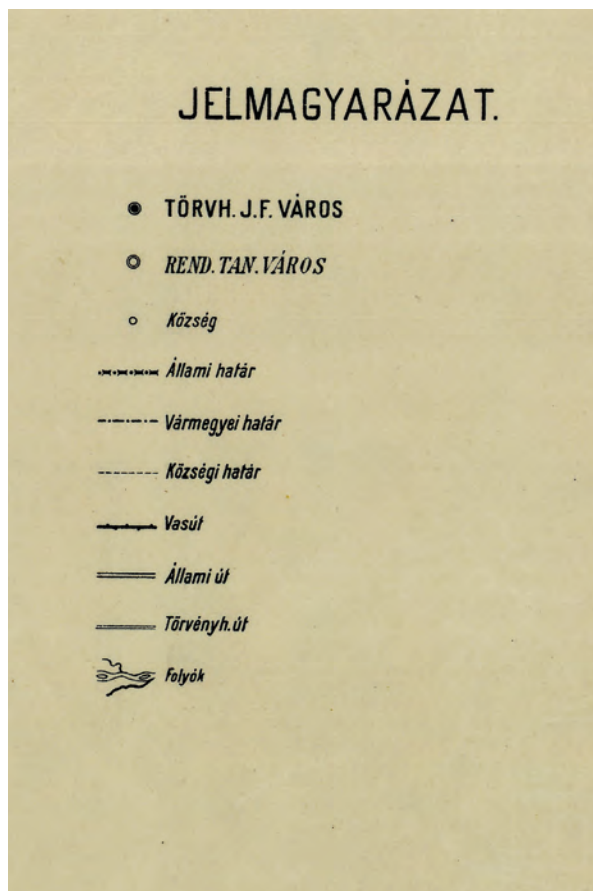 JELMAGYARÁZAT.
TÖRVH. J.F. VÁROS
REND. TAN. VÁROS
Község
Állami határ
Vármegyei határ
Községi határ
Vasút
Állami út
Törvényh. út
Folyók